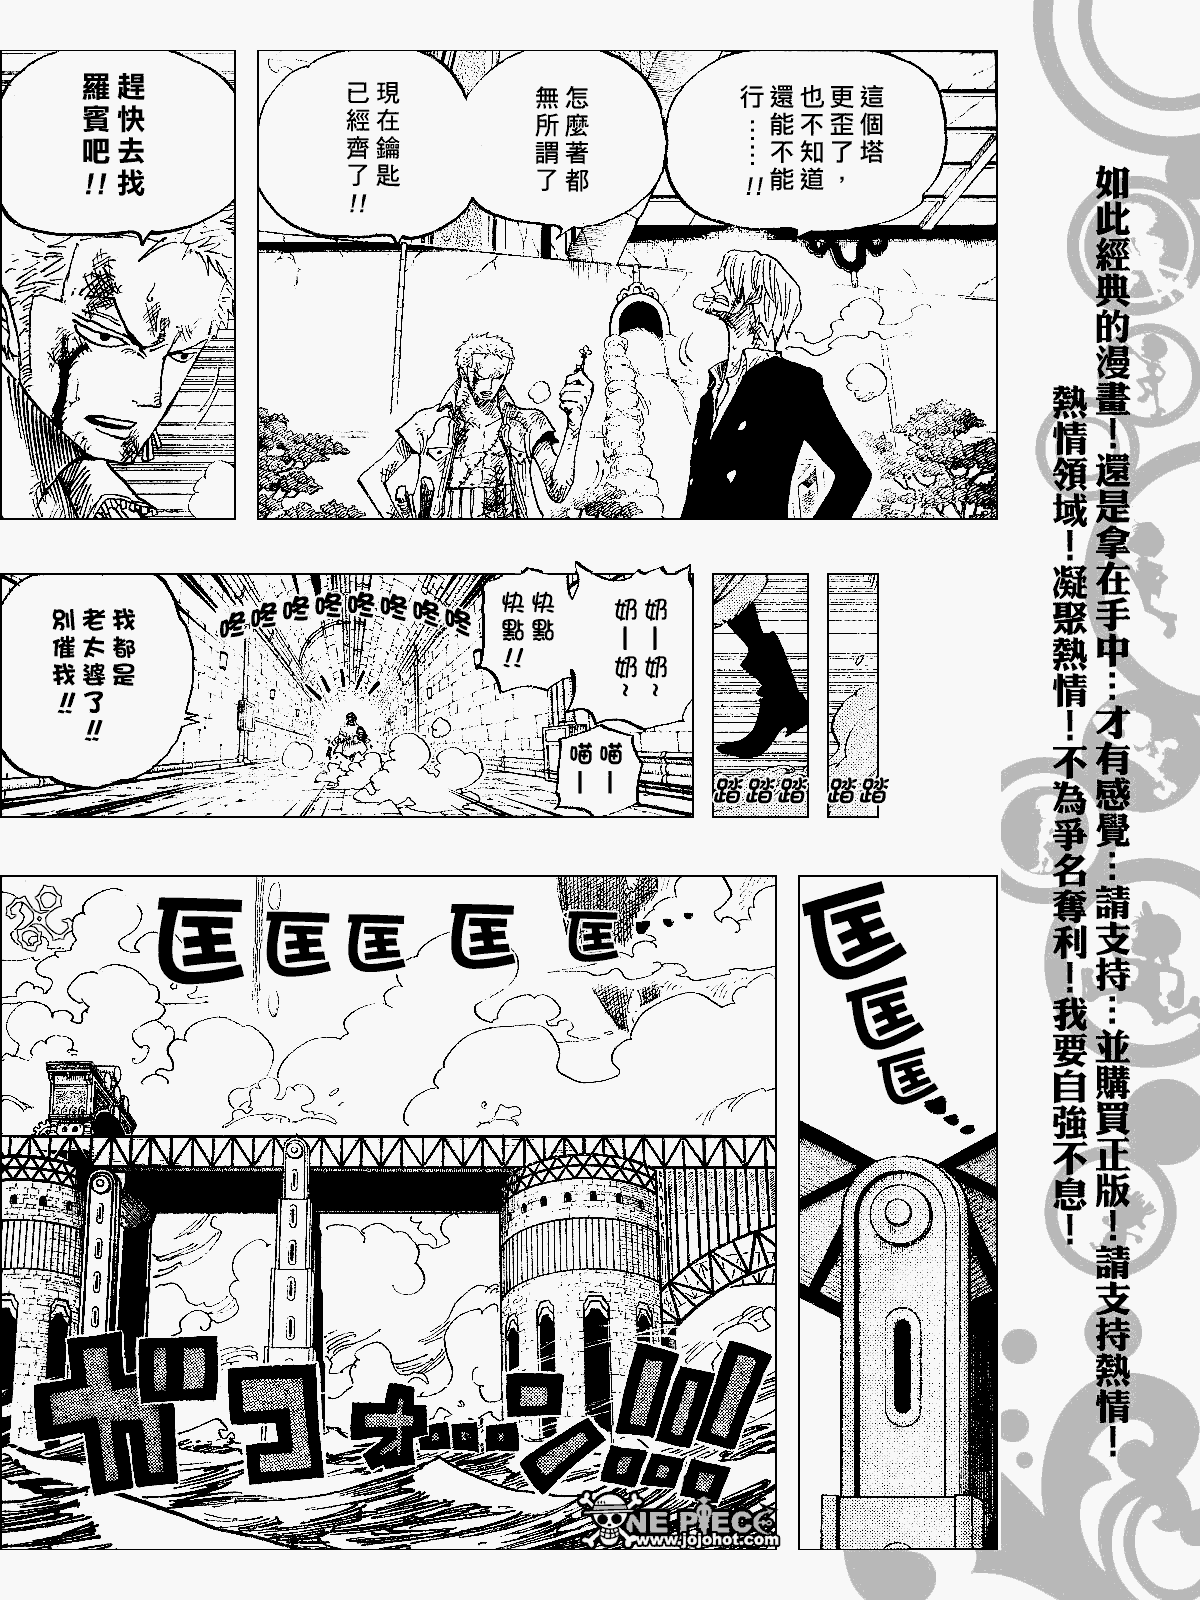 這個塔
更歪了，
也不知道
還能不能
行……!!
怎麼著都
無所謂了
現在鑰匙
已經齊了!!
趕快去找
羅賓吧!!
踏踏
踏踏踏
奶ー奶~
奶ー奶~
快點
快點!!
喵ー
喵ー
咚咚咚咚咚咚咚咚
我都是
老太婆了!!
別催我!!
匡匡匡…
匡匡匡匡匡…
ガコォ…ン!!!
ONE PIECE
www.jojohot.com
如此經典的漫畫！還是拿在手中…才有感覺…請支持…並購買正版！請支持熱情！
熱情領域！凝聚熱情！不為爭名奪利！我要自強不息！